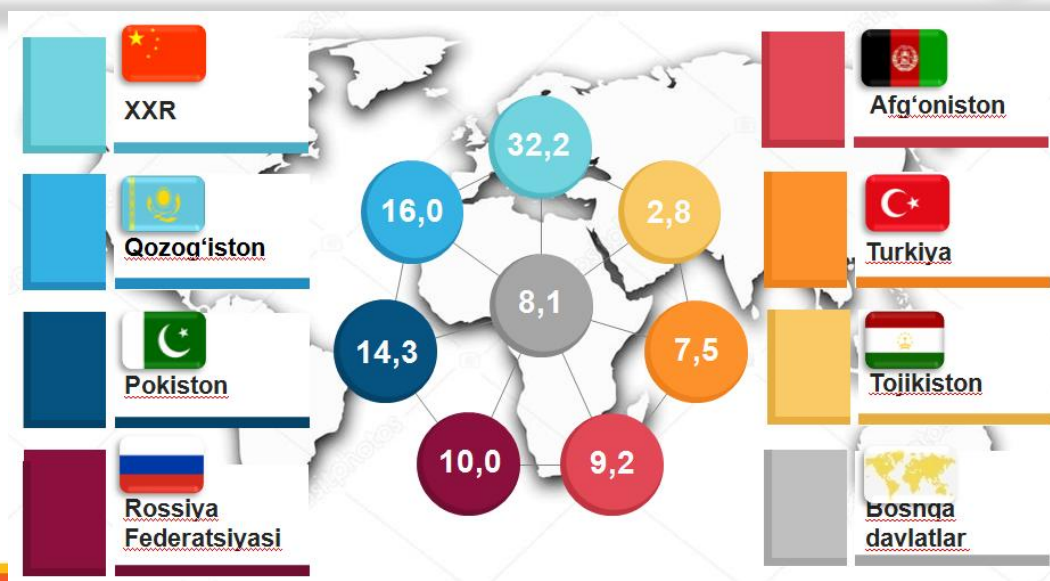 XXR
Qozog‘iston
Pokiston
Rossiya
Federatsiyasi
32,2
16,0
2,8
8,1
14,3
7,5
10,0
9,2
Afg‘oniston
Turkiya
Tojikiston
Boshqa
davlatlar